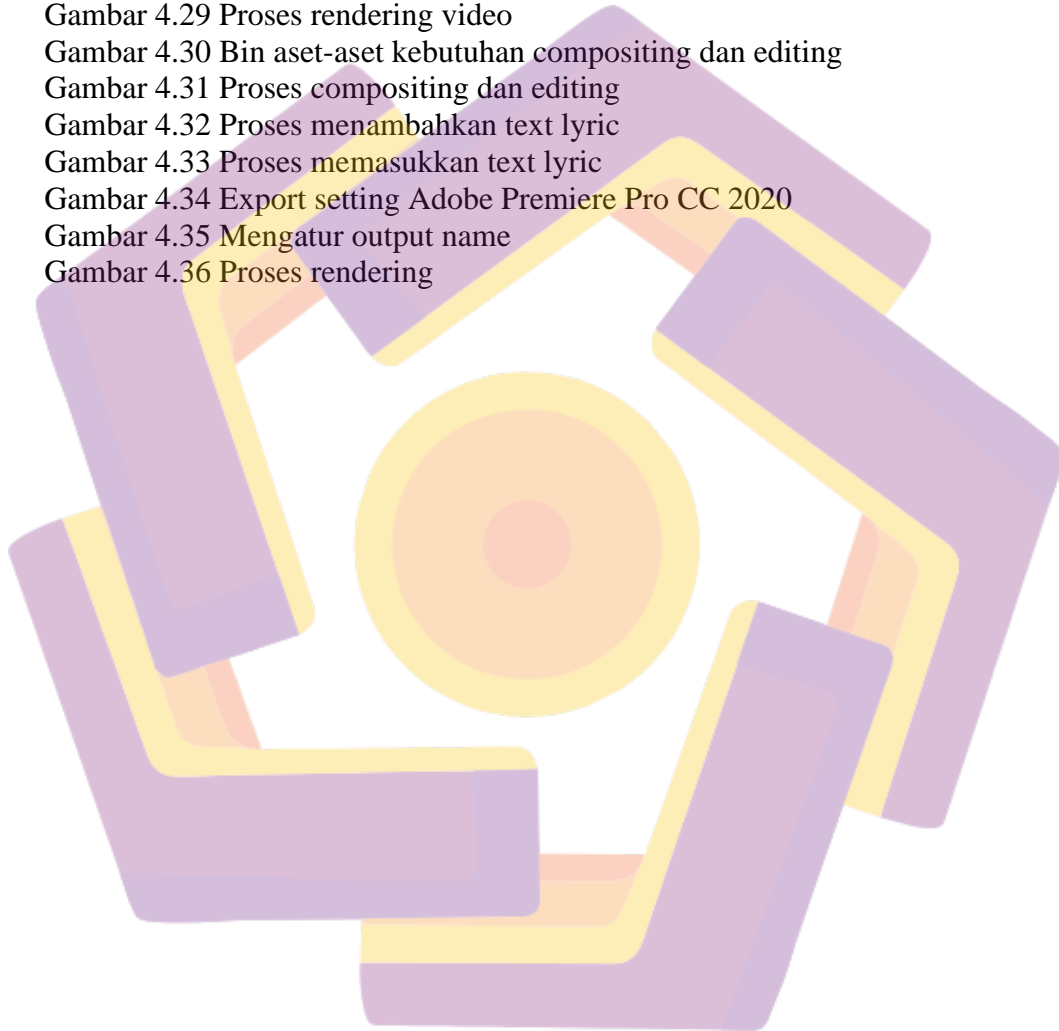 Gambar 4.29 Proses rendering video
Gambar 4.30 Bin aset-aset kebutuhan compositing dan editing
Gambar 4.31 Proses compositing dan editing
Gambar 4.32 Proses menambahkan text lyric
Gambar 4.33 Proses memasukkan text lyric
Gambar 4.34 Export setting Adobe Premiere Pro CC 2020
Gambar 4.35 Mengatur output name
Gambar 4.36 Proses rendering